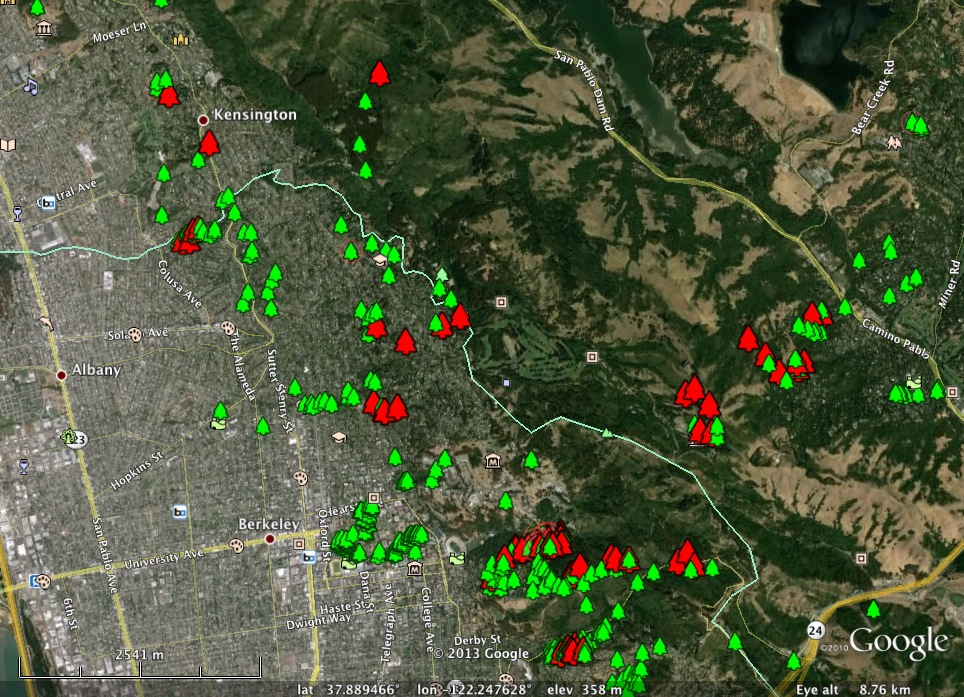 Moeser Ln
San Pablo Dam Rd
Bear Creek Rd
Kensington
Central Ave
Colusa Ave
Miner Rd
Solano Ave
The Alameda
Sutter St
Henry St
Camino Pablo
Albany
123
Hopkins St
San Pablo Ave
Berkeley
Oxford St
Hearst
University Ave
6th St
Dana St
Telegraph Ave
College Ave
Haste St
Dwight Way
Derby St
24
©2010 Google
© 2013 Google
2541 m
lat 37.889466° lon -122.247628° elev 358 m
Eye alt 8.76 km